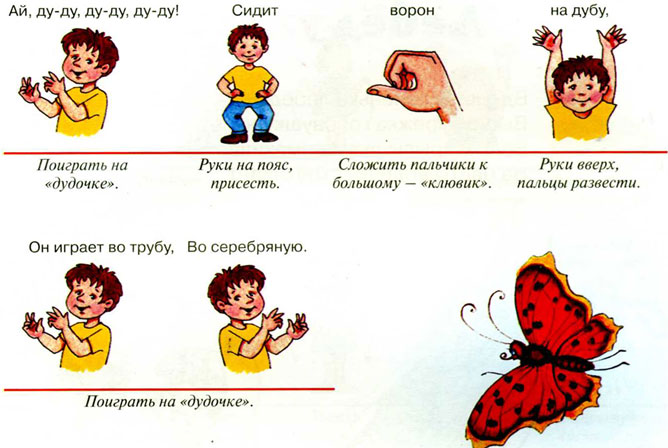 Ай, ду-ду, ду-ду, ду-ду! Сидит ворон на дубу,
Поиграть на «дудочке».
Руки на пояс, присесть.
Сложить пальчики к большому — «клювик».
Руки вверх, пальцы развести.
Он играет во трубу, Во серебряную.
Поиграть на «дудочке».